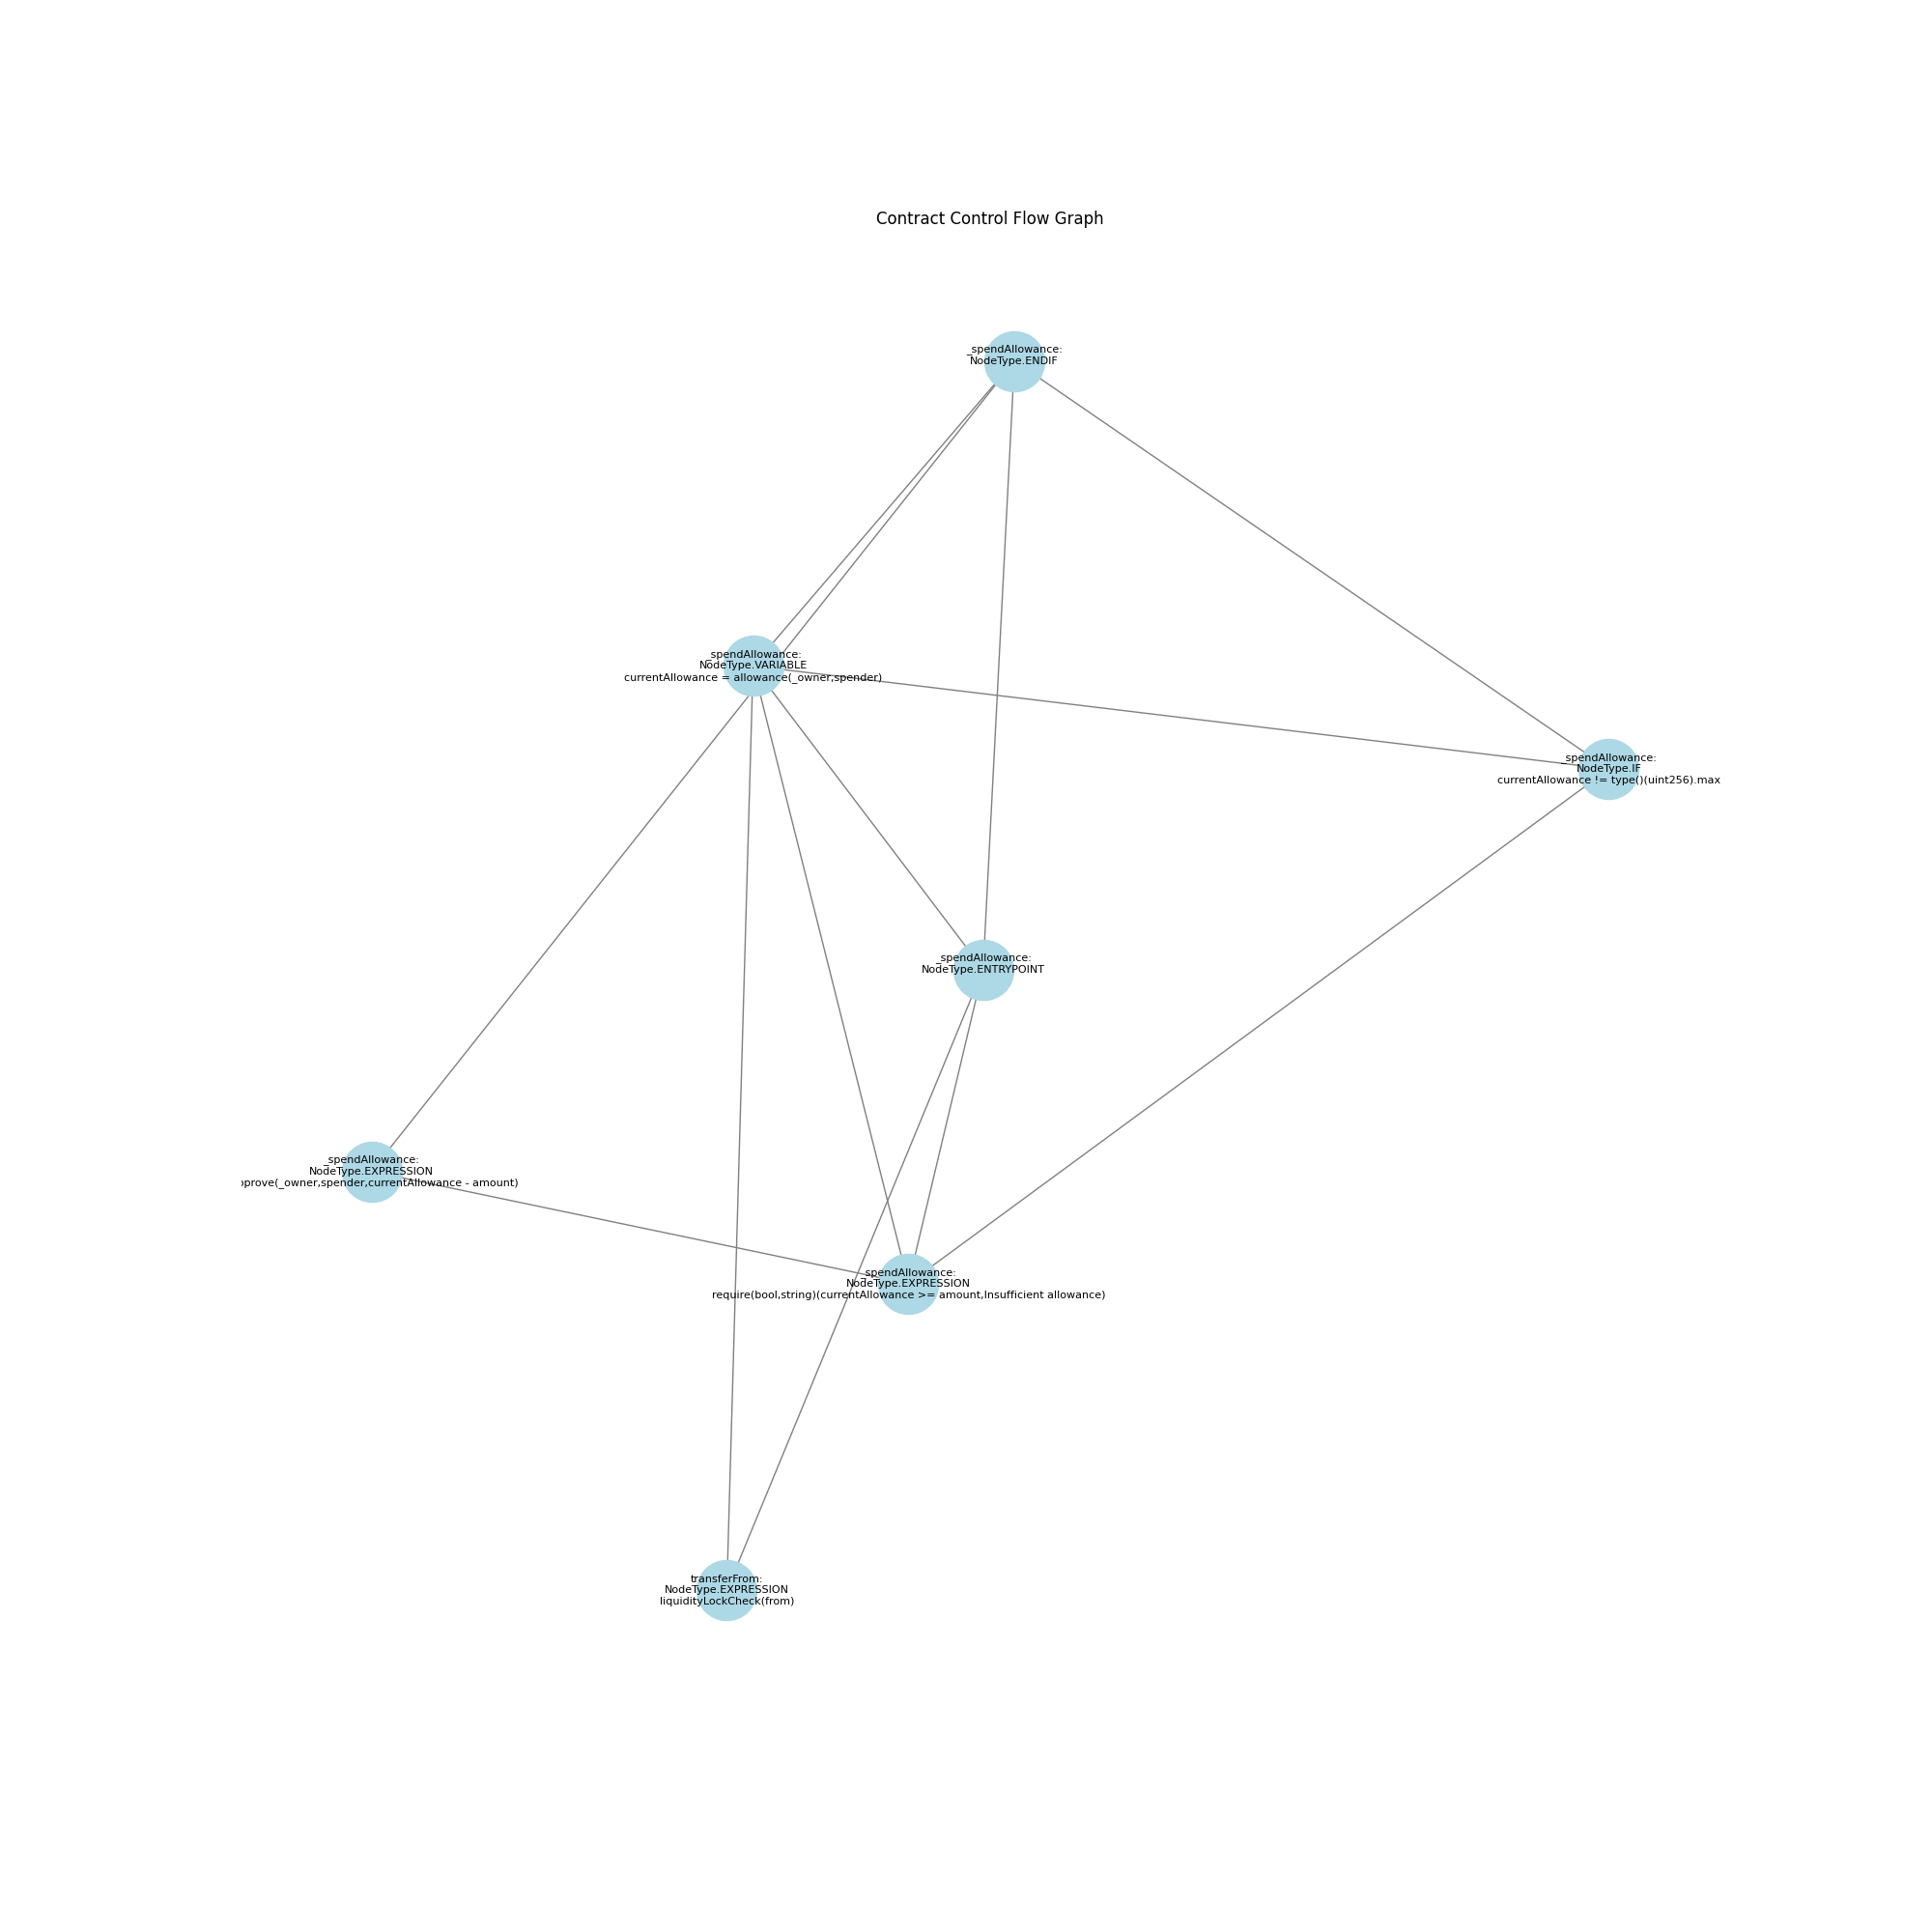 Contract Control Flow Graph
_spendAllowance:
NodeType.ENDIF
_spendAllowance:
NodeType.VARIABLE
currentAllowance = allowance(_owner,spender)
_spendAllowance:
NodeType.IF
currentAllowance != type()(uint256).max
_spendAllowance:
NodeType.ENTRYPOINT
_spendAllowance:
NodeType.EXPRESSION
prove(_owner,spender,currentAllowance - amount)
_spendAllowance:
NodeType.EXPRESSION
require(bool,string)(currentAllowance >= amount,Insufficient allowance)
transferFrom:
NodeType.EXPRESSION
liquidityLockCheck(from)